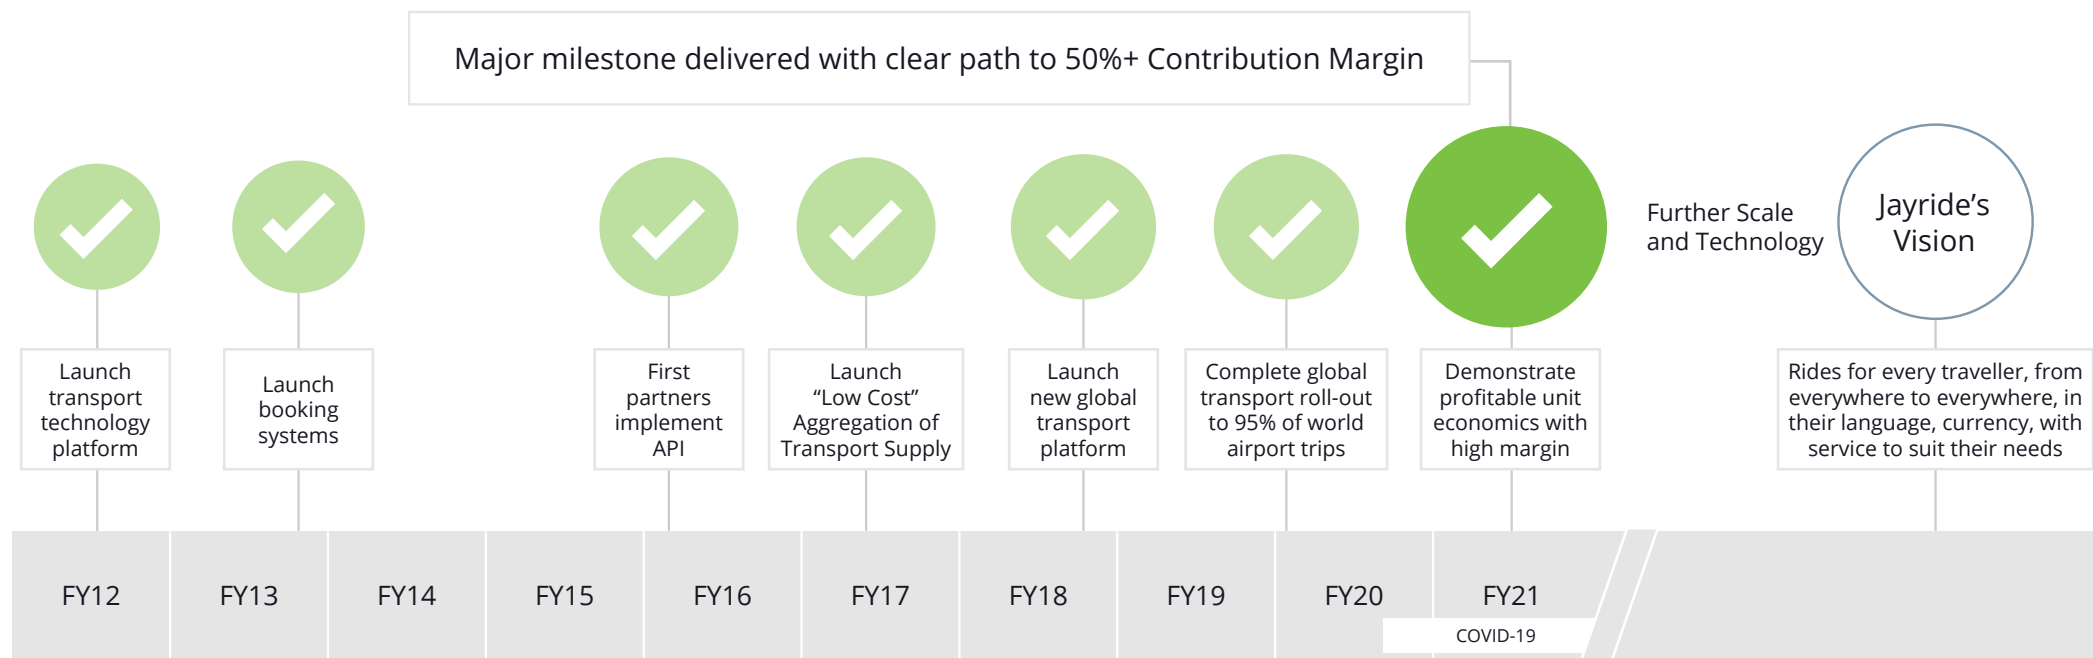 Major milestone delivered with clear path to 50%+ Contribution Margin
Further Scale
and Technology
Jayride’s
Vision
Launch
transport
technology
platform
Launch
booking
systems
First
partners
implement
API
Launch
“Low Cost”
Aggregation of
Transport Supply
Launch
new global
transport
platform
Complete global
transport roll-out
to 95% of world
airport trips
Demonstrate
profitable unit
economics with
high margin
Rides for every traveller, from
everywhere to everywhere, in
their language, currency, with
service to suit their needs
FY12
FY13
FY14
FY15
FY16
FY17
FY18
FY19
FY20
FY21
COVID-19